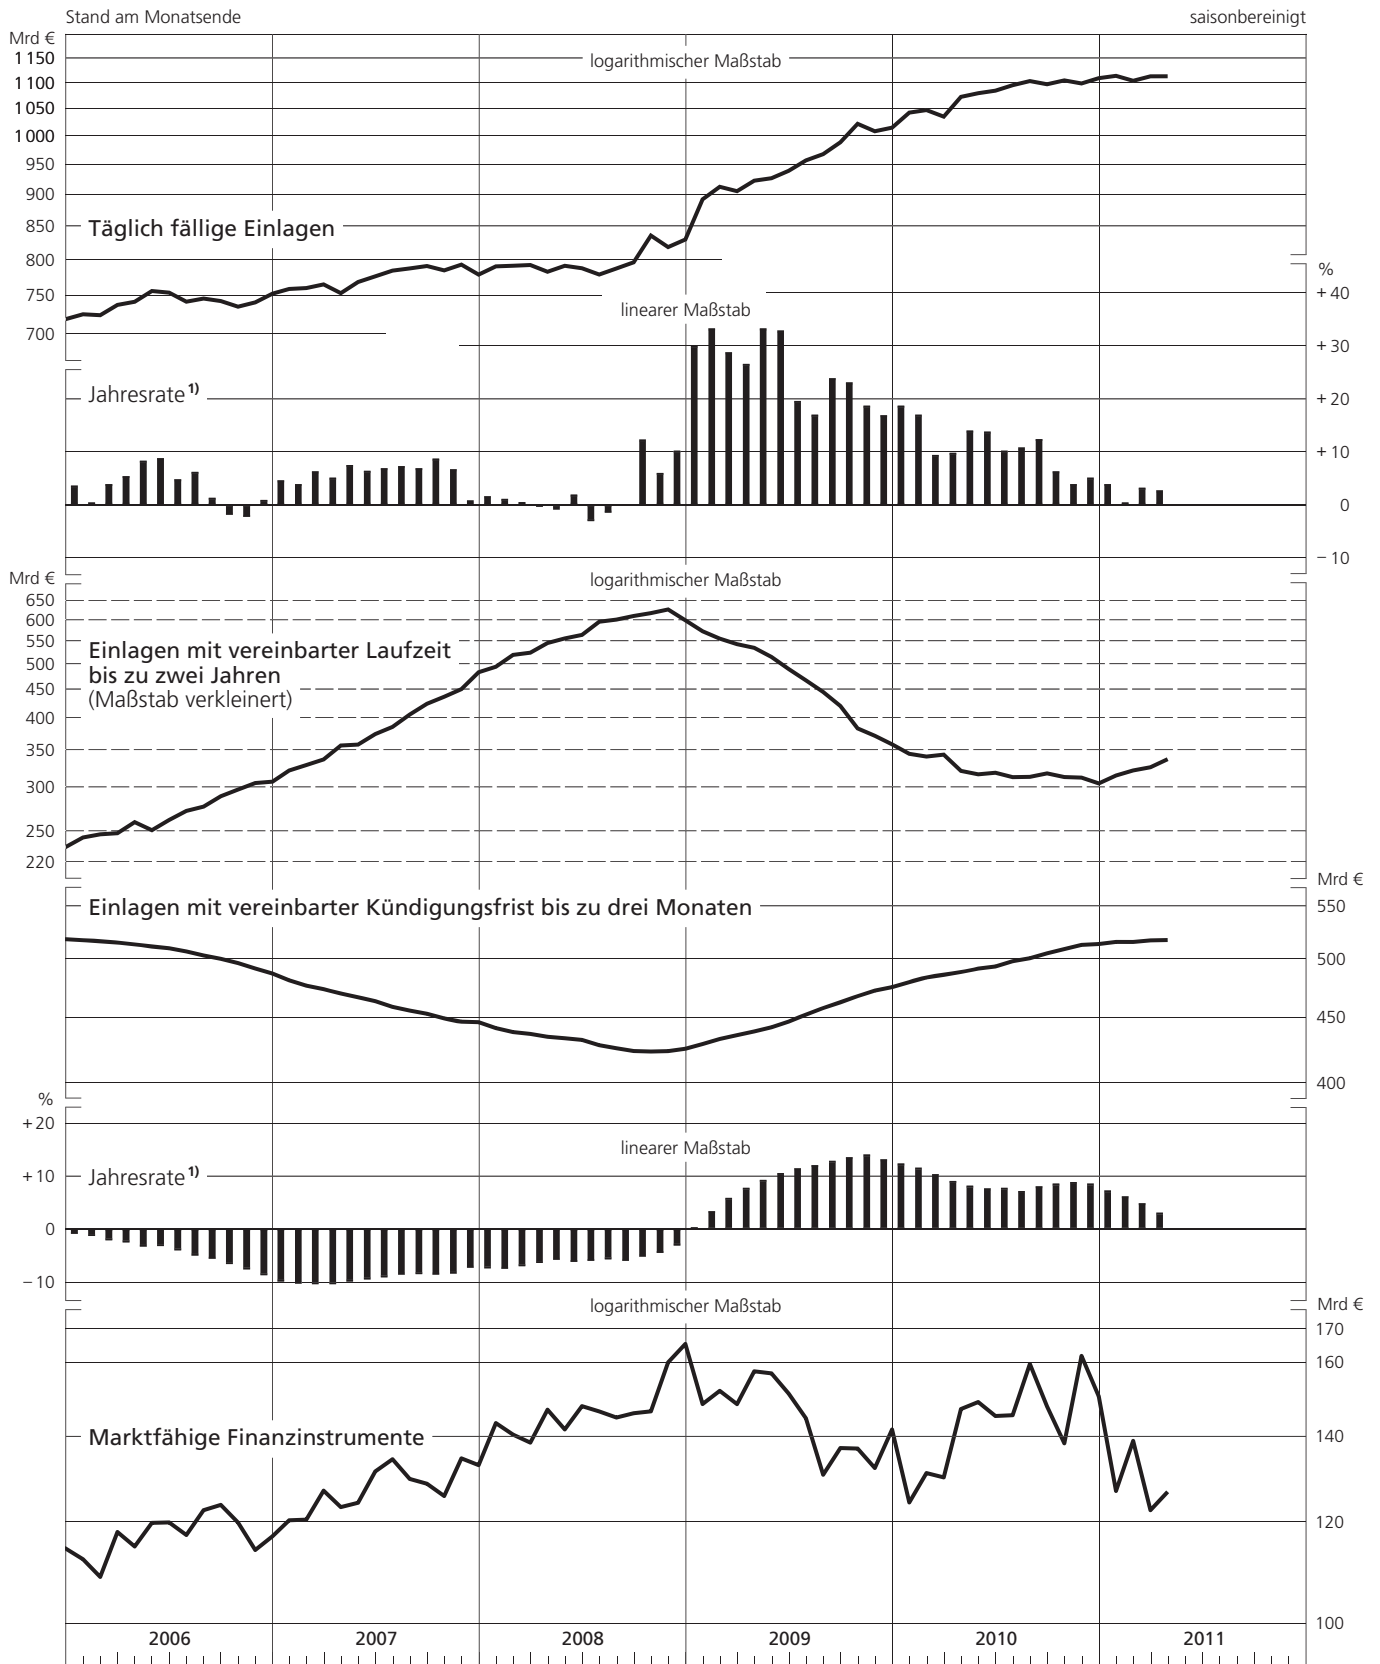 Stand am Monatsende
saisonbereinigt
Mrd €
logarithmischer Maßstab
1 150
1 100
1 050
1 000
950
900
850
800
750
700
Täglich fällige Einlagen
%
+ 40
+ 30
+ 20
+ 10
0
− 10
linearer Maßstab
Jahresrate 1)
Mrd €
logarithmischer Maßstab
650
600
550
500
450
400
350
300
250
220
Einlagen mit vereinbarter Laufzeit
bis zu zwei Jahren
(Maßstab verkleinert)
Mrd €
Einlagen mit vereinbarter Kündigungsfrist bis zu drei Monaten
550
500
450
400
%
+ 20
+ 10
0
− 10
linearer Maßstab
Jahresrate 1)
logarithmischer Maßstab
Mrd €
170
160
140
120
100
Marktfähige Finanzinstrumente
2006 2007 2008 2009 2010 2011